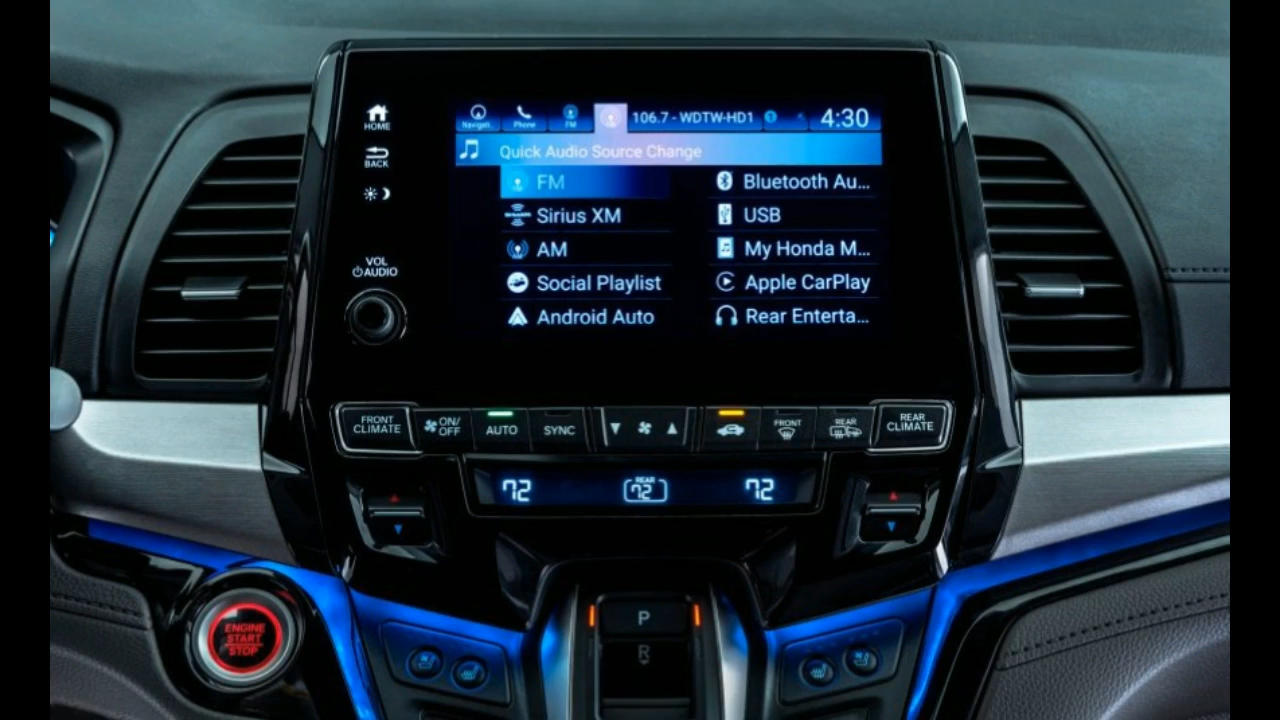 HOME
BACK
VOL
AUDIO
Phone
FM
106.7 - WDTW-HD1
4:30
Quick Audio Source Change
FM
Bluetooth Au...
Sirius XM
USB
AM
My Honda M...
Social Playlist
Apple CarPlay
Android Auto
Rear Enterta...
FRONT
CLIMATE
ON/
OFF
AUTO
SYNC
FRONT
REAR
REAR
CLIMATE
72
REAR
72
72
ENGINE
START
STOP
P
R